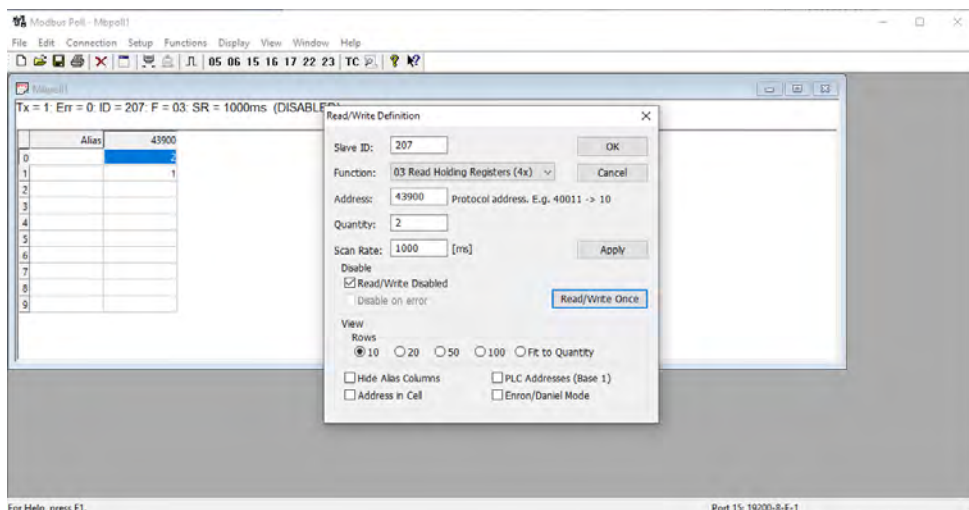 Modbus Poll - Mbpoll1
File Edit Connection Setup Functions Display View Window Help
05 06 15 16 17 22 23 TC
Mbpoll1
Tx = 1: Err = 0: ID = 207: F = 03: SR = 1000ms (DISABLED)
Alias 43900
0 2
1 1
2
3
4
5
6
7
8
9
Read/Write Definition
Slave ID: 207 OK
Function: 03 Read Holding Registers (4x) Cancel
Address: 43900 Protocol address. E.g. 40011 -> 10
Quantity: 2
Scan Rate: 1000 [ms] Apply
Disable
Read/Write Disabled
Disable on error Read/Write Once
View
Rows
10 20 50 100 Fit to Quantity
Hide Alias Columns PLC Addresses (Base 1)
Address in Cell Enron/Daniel Mode
For Help, press F1. Port 15: 19200-8-E-1